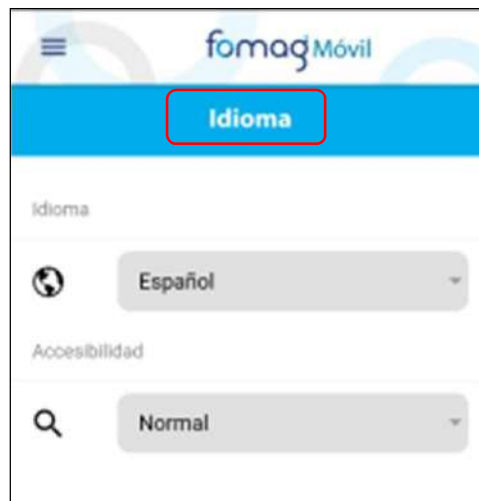 fomag Móvil
Idioma
Idioma
Español
Accesibilidad
Normal